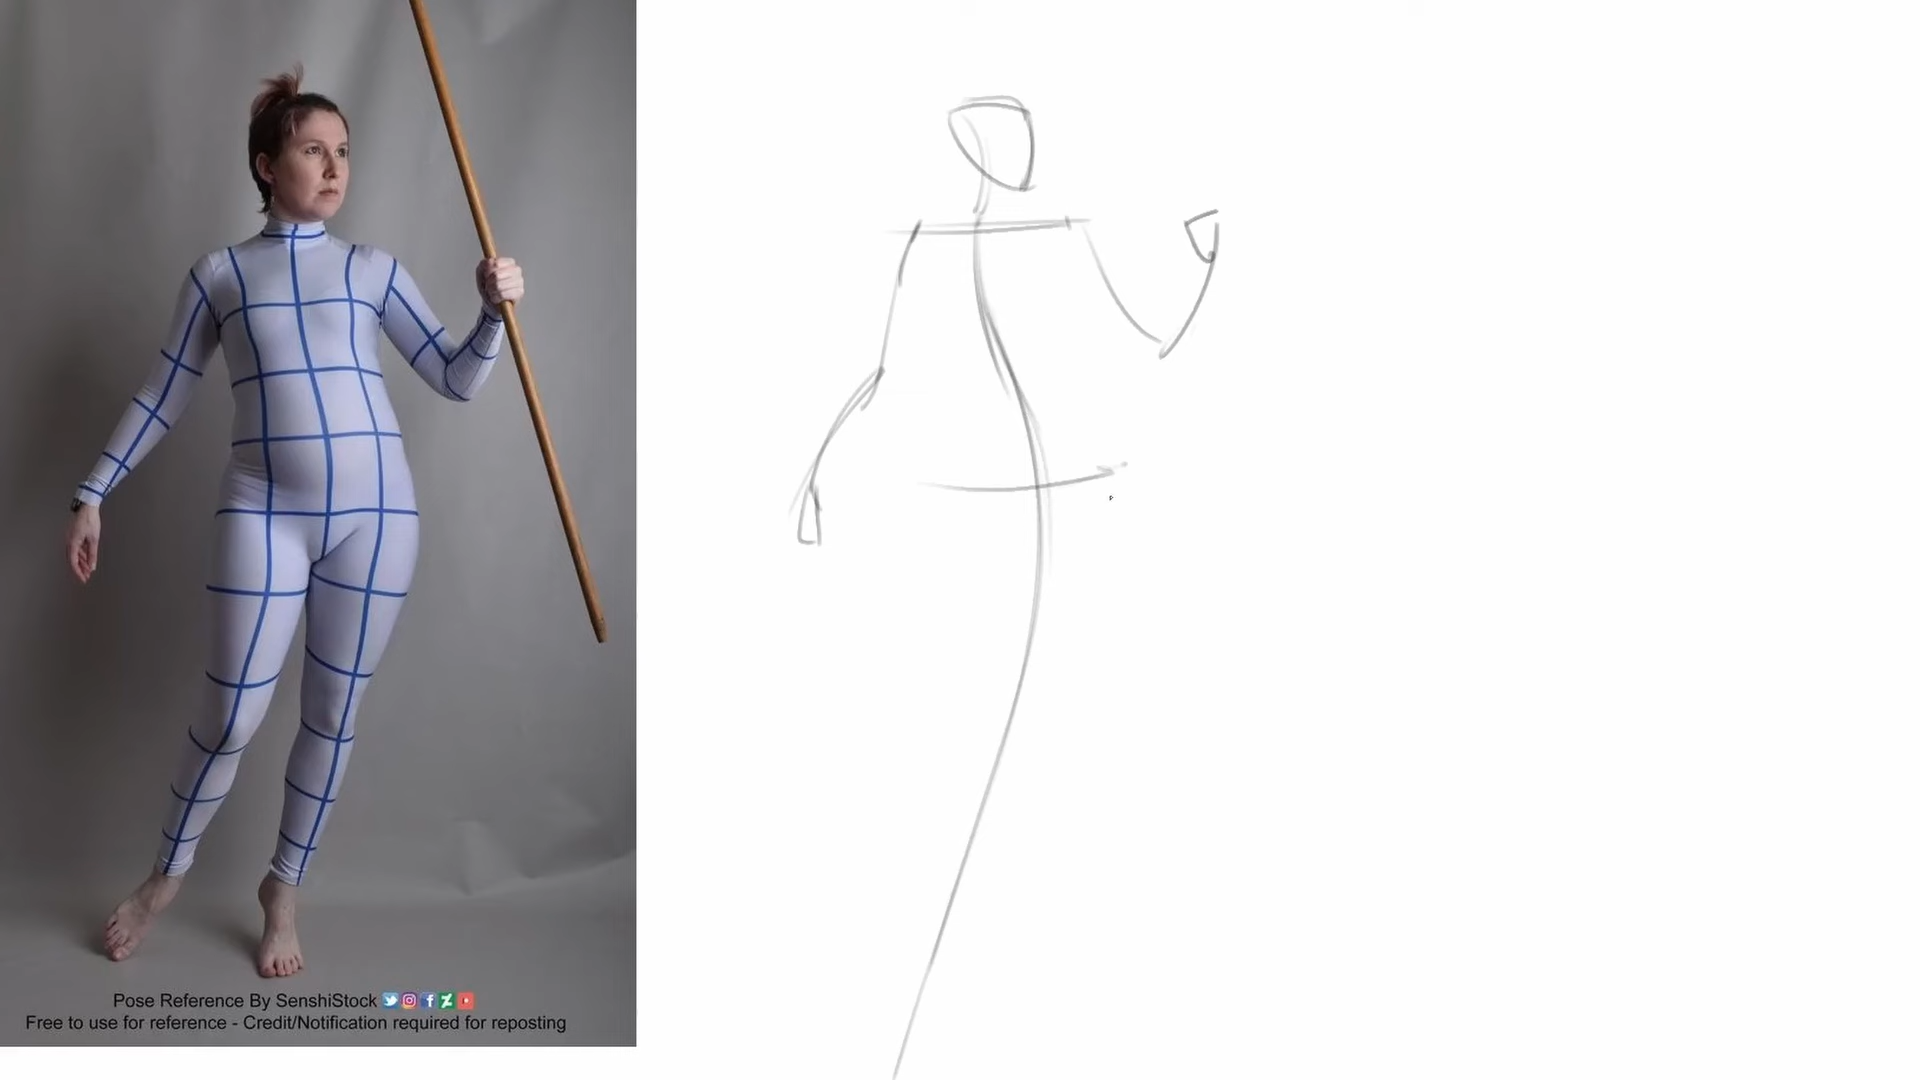 Pose Reference By SenshiStock
Free to use for reference - Credit/Notification required for reposting